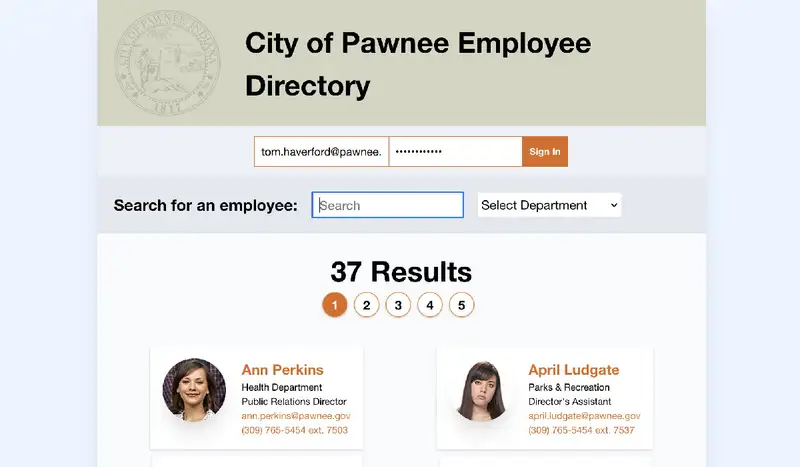 CITY OF PAWNEE, INDIANA
1817
City of Pawnee Employee
Directory
tom.haverford@pawnee.
••••••••••••
Sign In
Search for an employee:
Search
Select Department
37 Results
1 2 3 4 5
Ann Perkins
Health Department
Public Relations Director
ann.perkins@pawnee.gov
(309) 765-5454 ext. 7503
April Ludgate
Parks & Recreation
Director's Assistant
april.ludgate@pawnee.gov
(309) 765-5454 ext. 7537